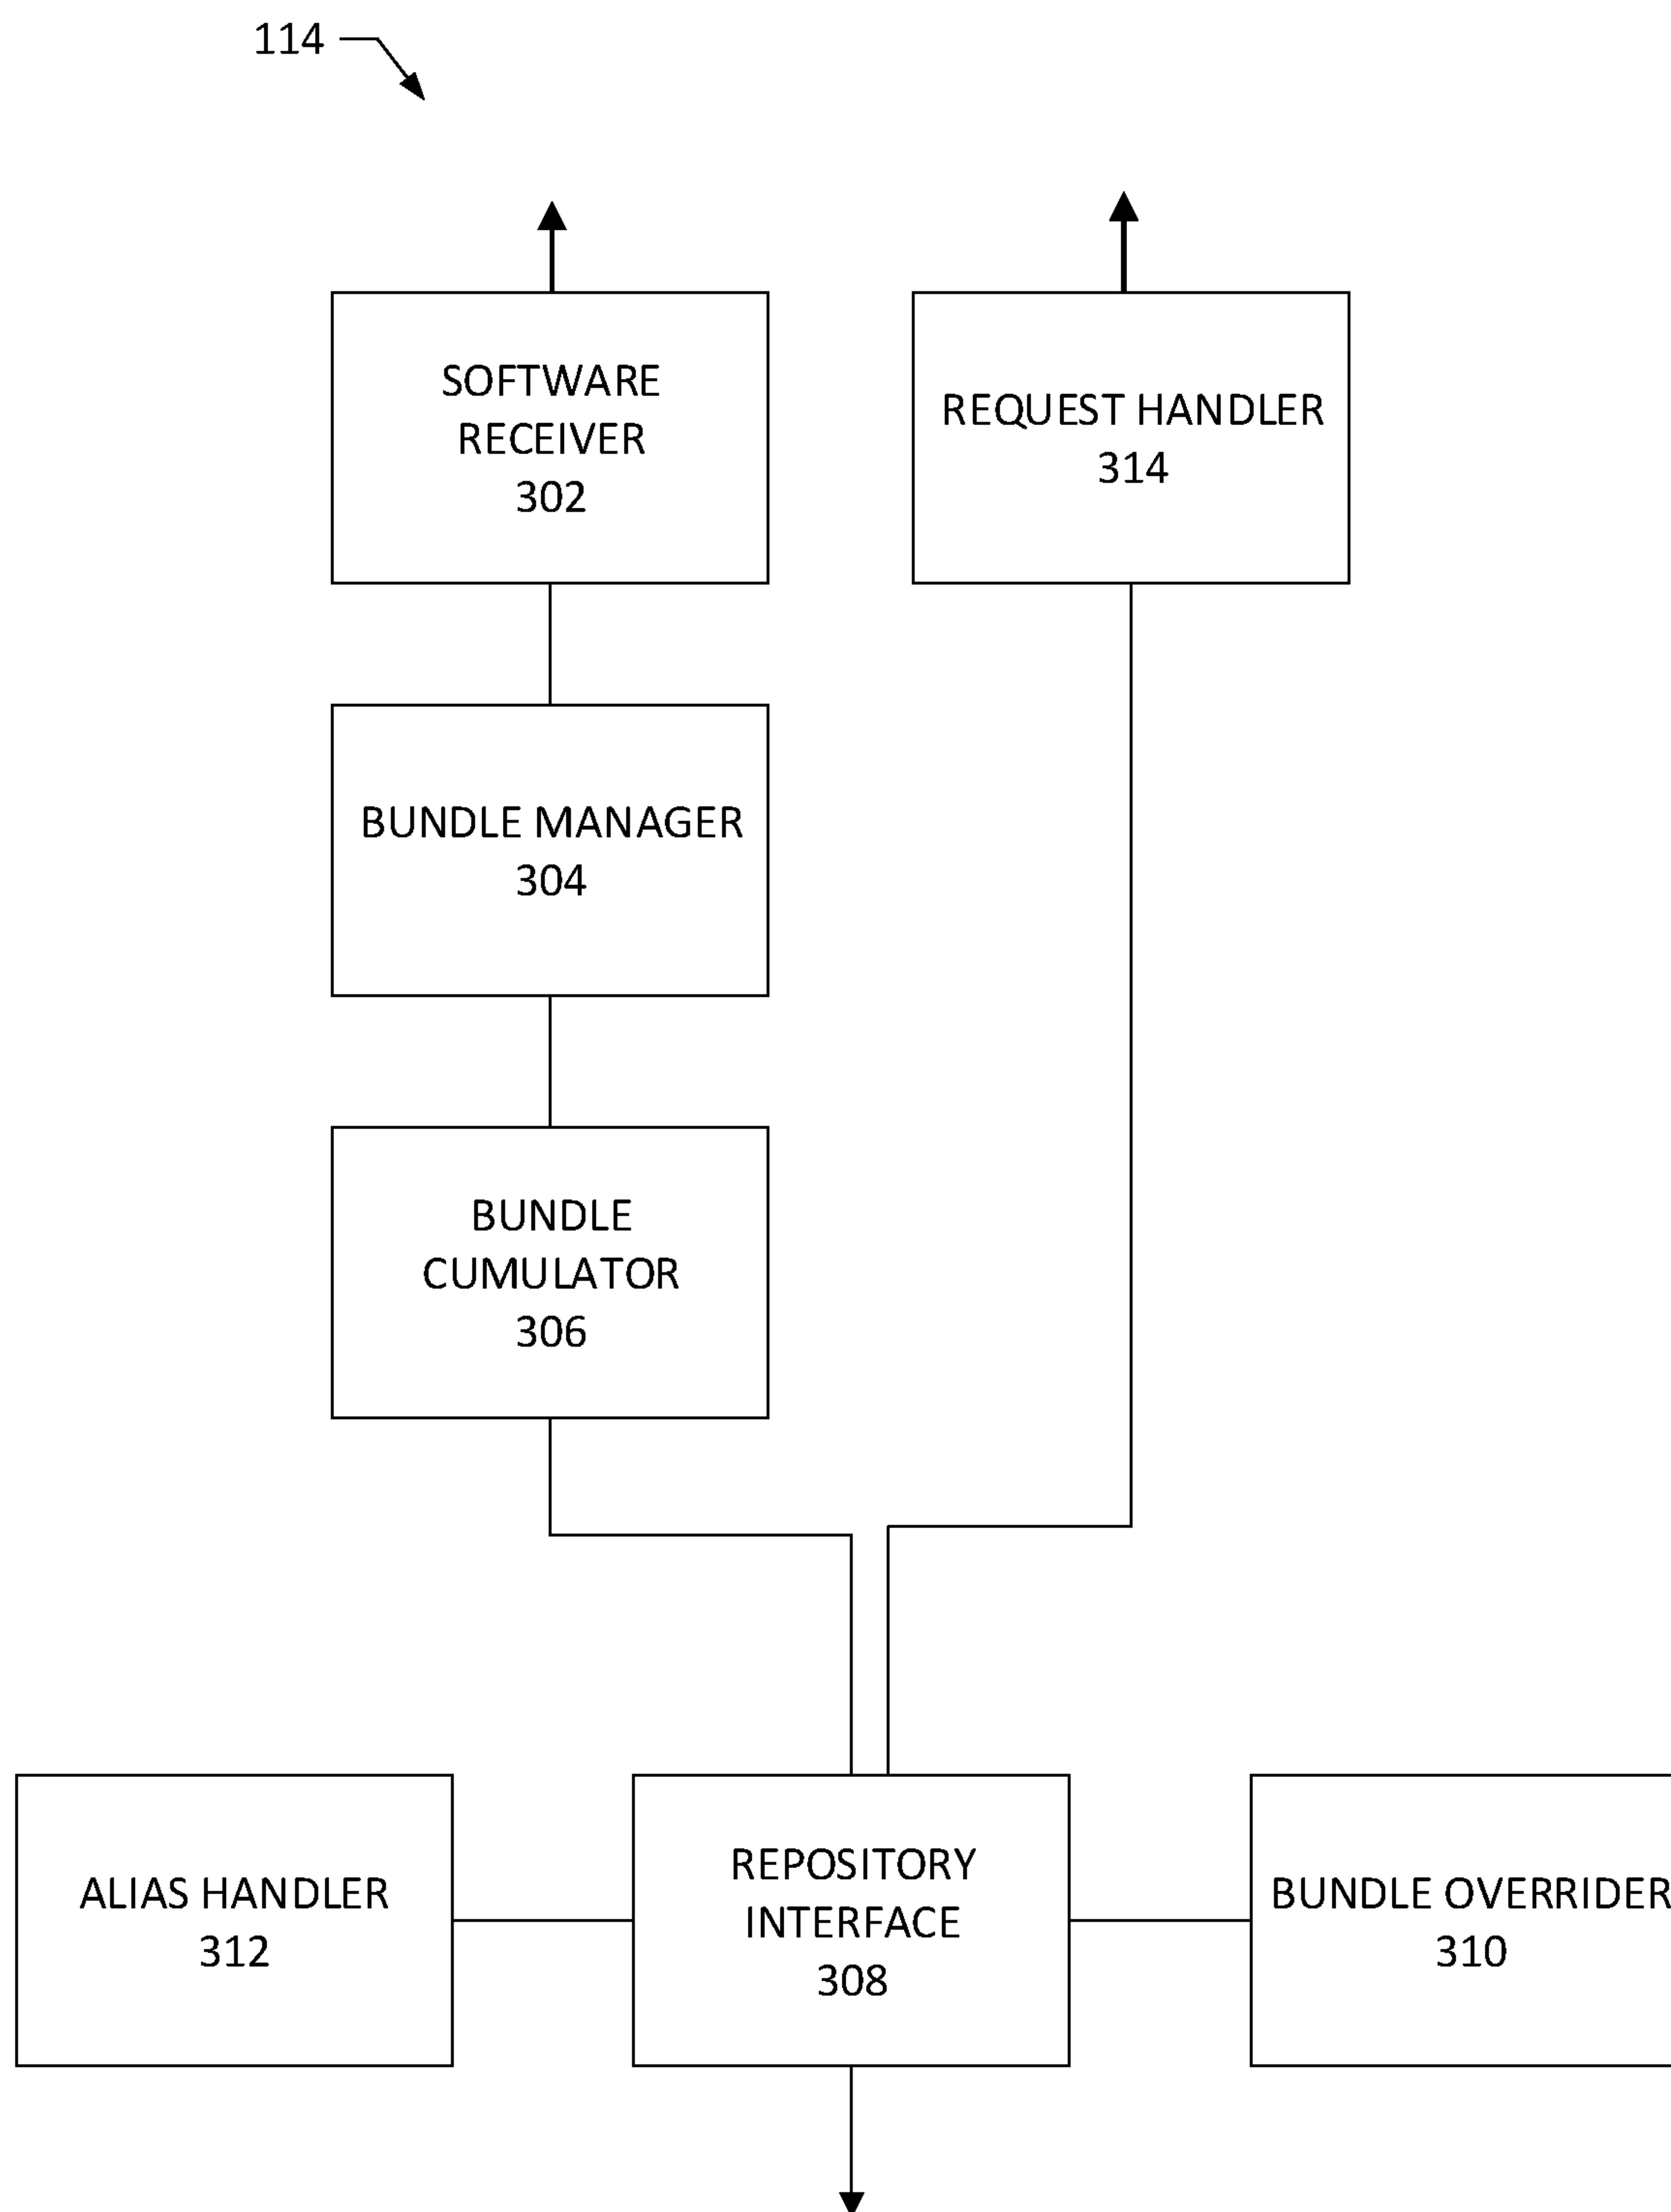 114
SOFTWARE
RECEIVER
302
REQUEST HANDLER
314
BUNDLE MANAGER
304
BUNDLE
CUMULATOR
306
ALIAS HANDLER
312
REPOSITORY
INTERFACE
308
BUNDLE OVERRIDER
310